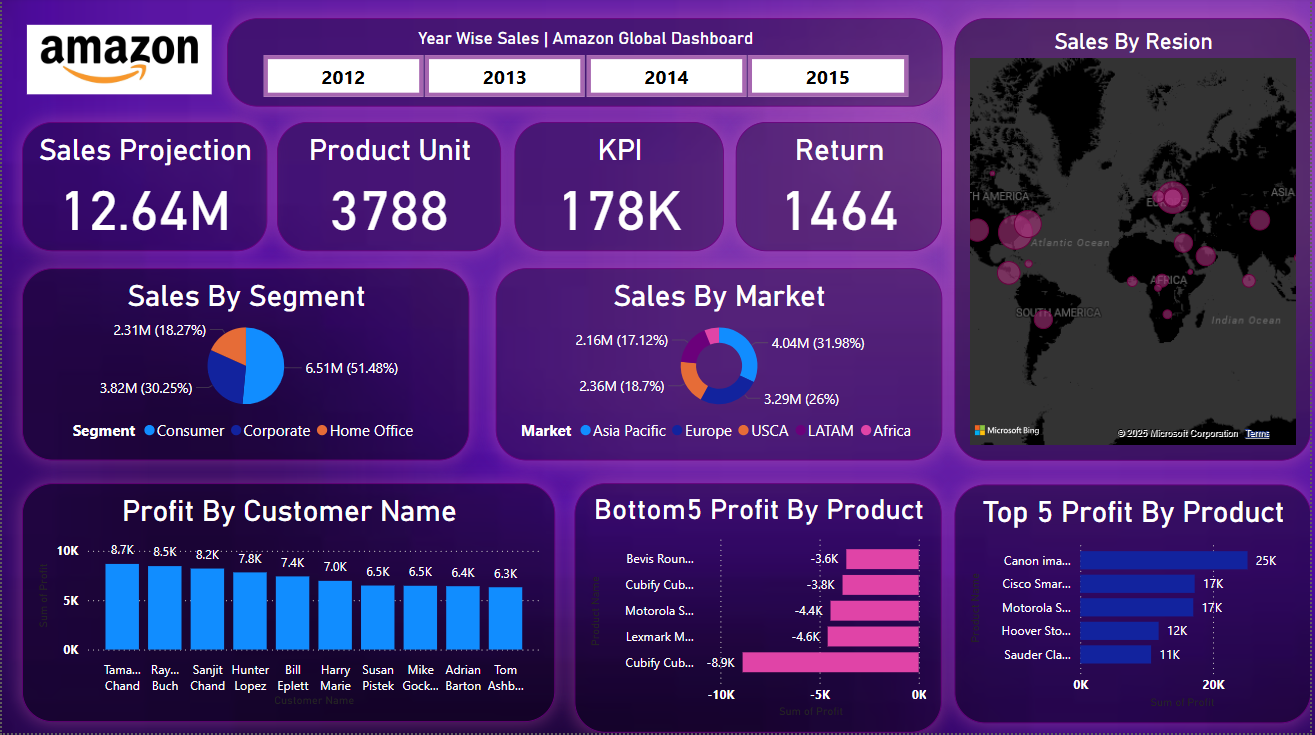 amazon
Year Wise Sales | Amazon Global Dashboard
2012 2013 2014 2015
Sales Projection
12.64M
Product Unit
3788
KPI
178K
Return
1464
Sales By Resion
TH AMERICA
EUROPE
ASIA
Atlantic Ocean
AFRICA
SOUTH AMERICA
Indian Ocean
Microsoft Bing
© 2025 Microsoft Corporation Terms
Sales By Segment
2.31M (18.27%)
6.51M (51.48%)
3.82M (30.25%)
Segment Consumer Corporate Home Office
Sales By Market
2.16M (17.12%)
4.04M (31.98%)
2.36M (18.7%)
3.29M (26%)
Market Asia Pacific Europe USCA LATAM Africa
Profit By Customer Name
Sum of Profit
10K
5K
0K
8.7K 8.5K 8.2K 7.8K 7.4K 7.0K 6.5K 6.5K 6.4K 6.3K
Tama... Ray... Sanjit Hunter Bill Harry Susan Mike Adrian Tom
Chand Buch Chand Lopez Eplett Marie Pistek Gock... Barton Ashb...
Customer Name
Bottom5 Profit By Product
Product Name
Bevis Roun... -3.6K
Cubify Cub... -3.8K
Motorola S... -4.4K
Lexmark M... -4.6K
Cubify Cub... -8.9K
-10K -5K 0K
Sum of Profit
Top 5 Profit By Product
Product Name
Canon ima... 25K
Cisco Smar... 17K
Motorola S... 17K
Hoover Sto... 12K
Sauder Cla... 11K
0K 20K
Sum of Profit